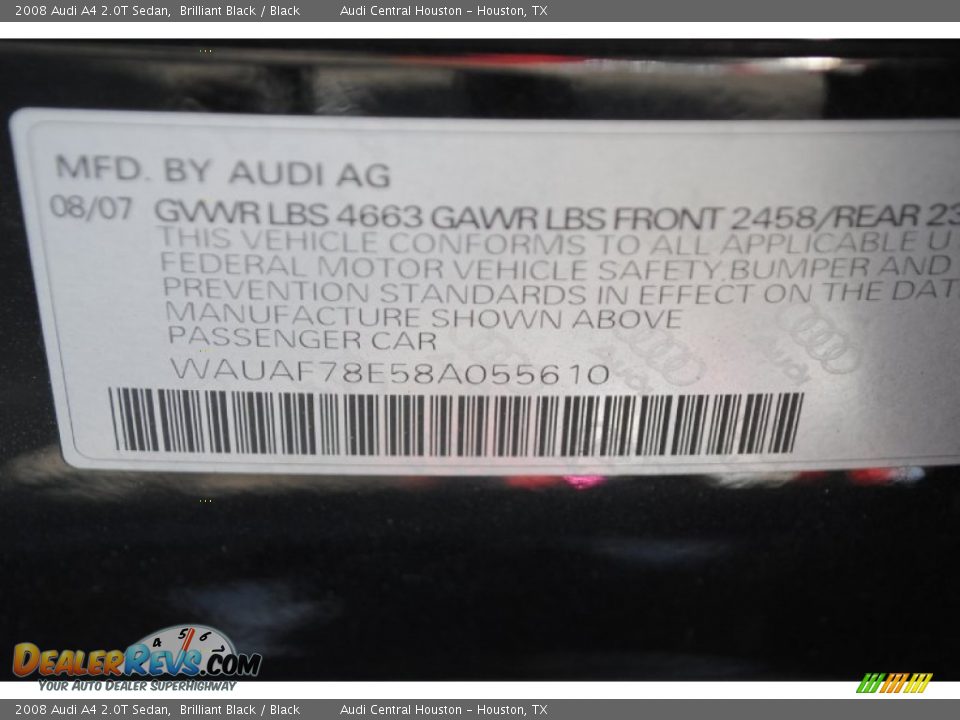 2008 Audi A4 2.0T Sedan,  Brilliant Black / Black          Audi Central Houston - Houston, TX
MFD. BY AUDI AG
08/07 GVWR LBS 4663 GAWR LBS FRONT 2458/REAR 23
THIS VEHICLE CONFORMS TO ALL APPLICABLE U
FEDERAL MOTOR VEHICLE SAFETY, BUMPER AND
PREVENTION STANDARDS IN EFFECT ON THE DAT
MANUFACTURE SHOWN ABOVE
PASSENGER CAR
WAUAF78E58A055610
4 5 6
DEALERREVS.COM
YOUR AUTO DEALER SUPERHIGHWAY
2008 Audi A4 2.0T Sedan,  Brilliant Black / Black          Audi Central Houston - Houston, TX